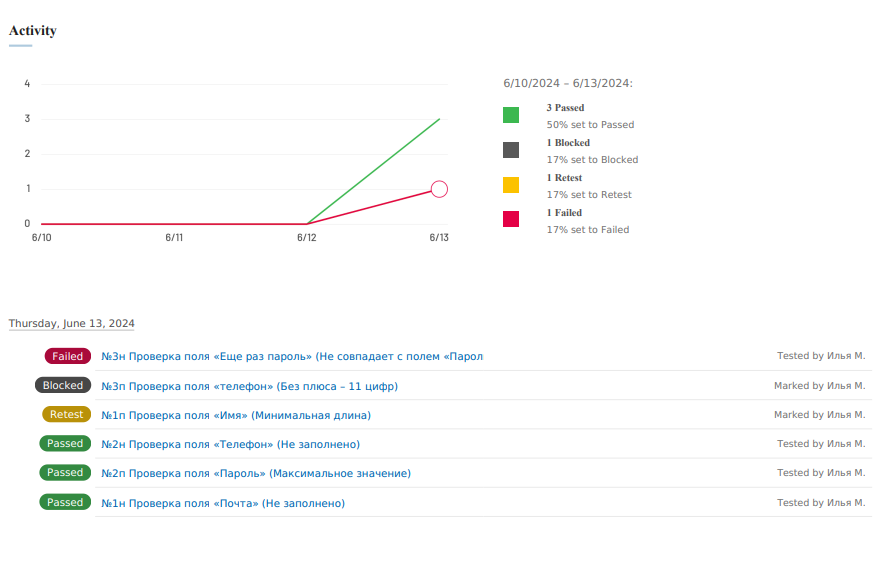 Activity
4
3
2
1
0
6/10 6/11 6/12 6/13
6/10/2024 – 6/13/2024:
3 Passed
50% set to Passed
1 Blocked
17% set to Blocked
1 Retest
17% set to Retest
1 Failed
17% set to Failed
Thursday, June 13, 2024
Failed №3н Проверка поля «Еще раз пароль» (Не совпадает с полем «Парол Tested by Илья М.
Blocked №3п Проверка поля «телефон» (Без плюса – 11 цифр) Marked by Илья М.
Retest №1п Проверка поля «Имя» (Минимальная длина) Marked by Илья М.
Passed №2н Проверка поля «Телефон» (Не заполнено) Tested by Илья М.
Passed №2п Проверка поля «Пароль» (Максимальное значение) Tested by Илья М.
Passed №1н Проверка поля «Почта» (Не заполнено) Tested by Илья М.